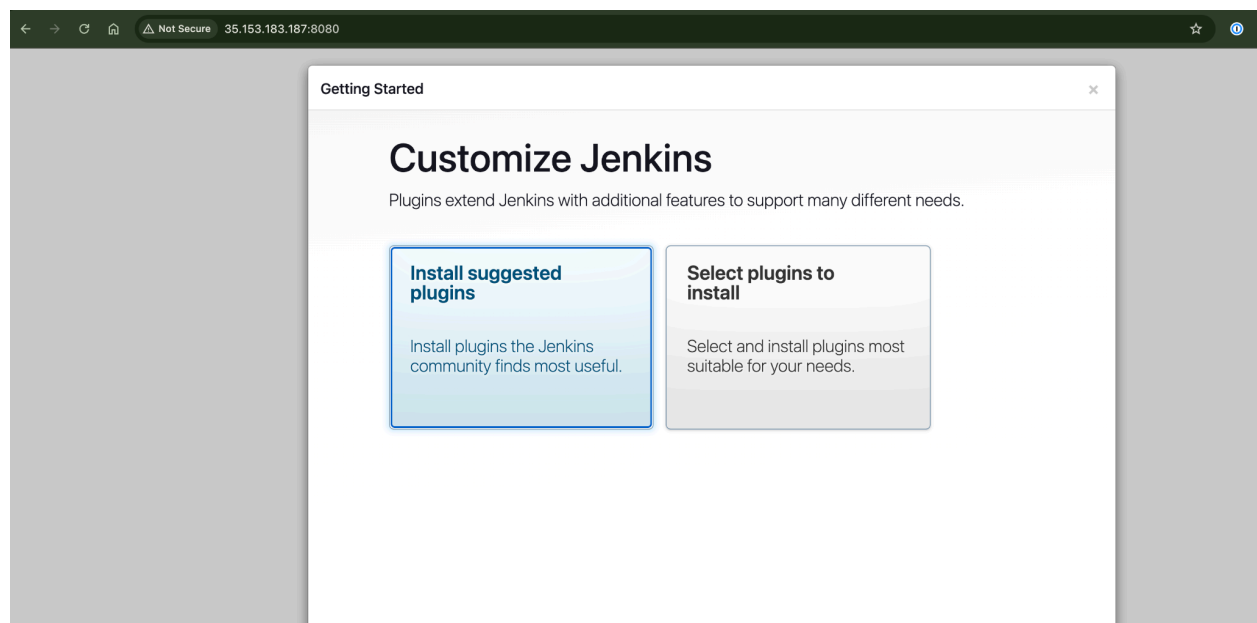 Not Secure 35.153.183.187:8080
Getting Started
×
Customize Jenkins
Plugins extend Jenkins with additional features to support many different needs.
Install suggested
plugins
Install plugins the Jenkins
community finds most useful.
Select plugins to
install
Select and install plugins most
suitable for your needs.